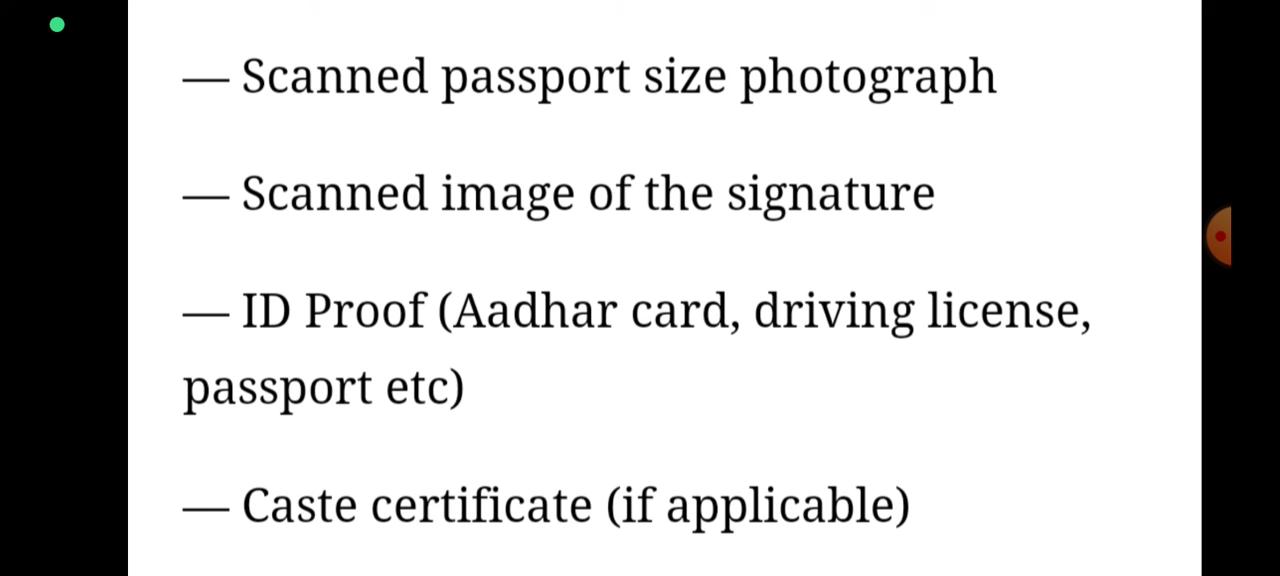 — Scanned passport size photograph
— Scanned image of the signature
— ID Proof (Aadhar card, driving license,
passport etc)
— Caste certificate (if applicable)